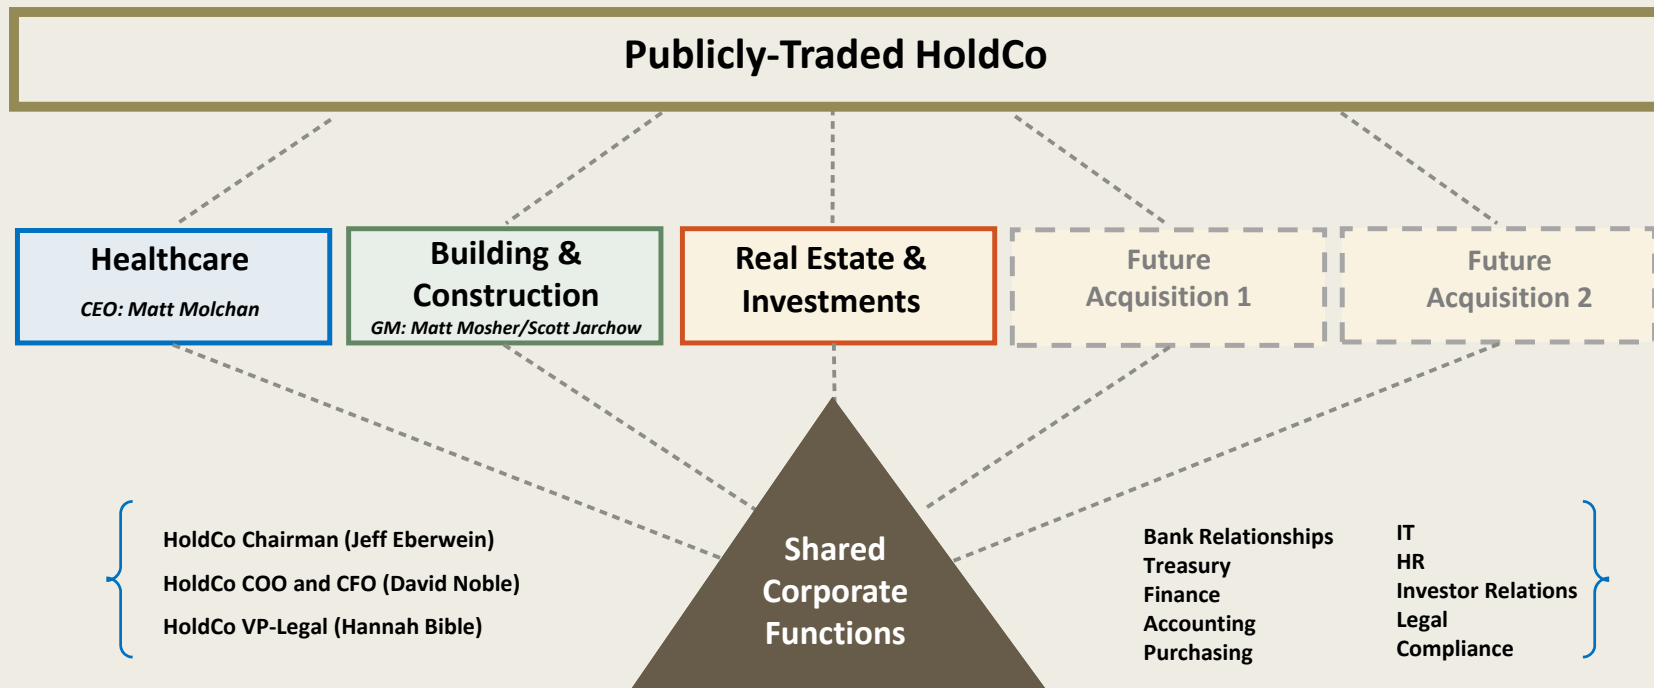 Publicly-Traded HoldCo
Healthcare
CEO: Matt Molchan
Building &
Construction
GM: Matt Mosher/Scott Jarchow
Real Estate &
Investments
Future
Acquisition 1
Future
Acquisition 2
HoldCo Chairman (Jeff Eberwein)
HoldCo COO and CFO (David Noble)
HoldCo VP-Legal (Hannah Bible)
Shared
Corporate
Functions
Bank Relationships
Treasury
Finance
Accounting
Purchasing
IT
HR
Investor Relations
Legal
Compliance